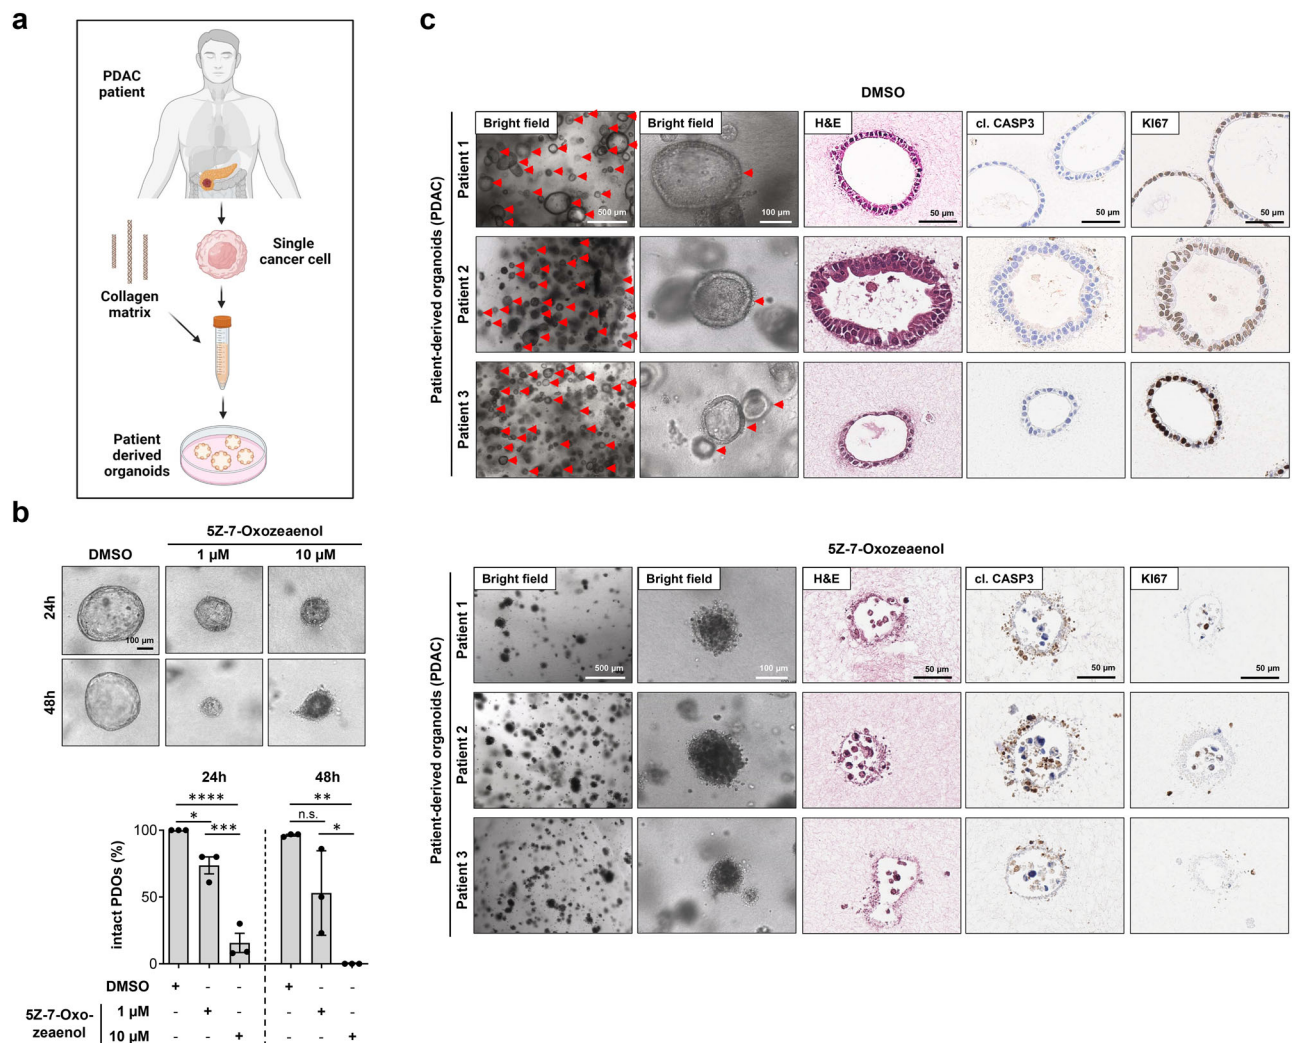 a
PDAC
patient
Single
cancer cell
Collagen
matrix
Patient
derived
organoids
b
5Z-7-Oxozeaenol
DMSO
1 µM
10 µM
24h
100 µm
48h
24h
48h
****
**
*
***
n.s.
*
intact PDOs (%)
100
50
0
DMSO
+ - - + - -
5Z-7-Oxo-
zeaenol
1 µM
- + - - + -
10 µM
- - + - - +
c
DMSO
Patient-derived organoids (PDAC)
Patient 1
Bright field
500 µm
Bright field
100 µm
H&E
50 µm
cl. CASP3
50 µm
KI67
50 µm
Patient 2
Patient 3
5Z-7-Oxozeaenol
Patient-derived organoids (PDAC)
Patient 1
Bright field
500 µm
Bright field
100 µm
H&E
50 µm
cl. CASP3
50 µm
KI67
50 µm
Patient 2
Patient 3